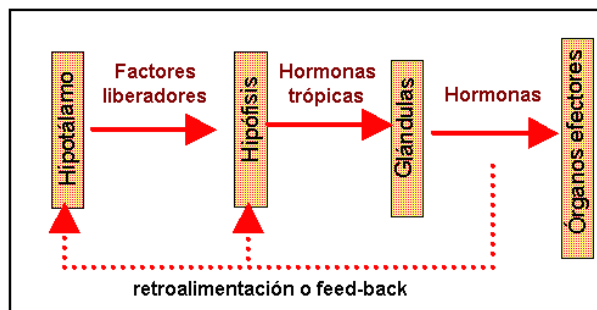 Hipotálamo
Factores
liberadores
Hipófisis
Hormonas
trópicas
Glándulas
Hormonas
Órganos efectores
retroalimentación o feed-back